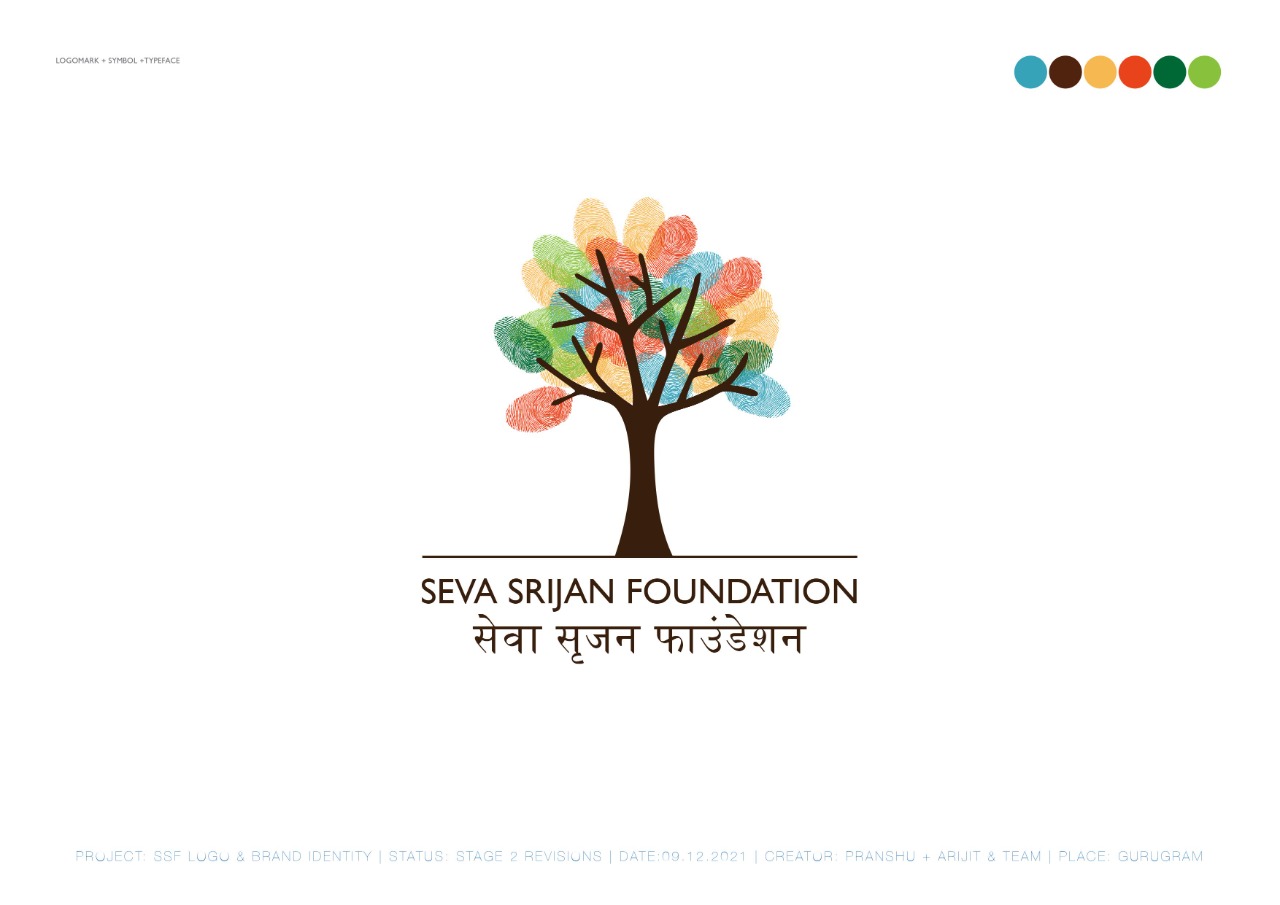 LOGOMARK + SYMBOL +TYPEFACE
SEVA SRIJAN FOUNDATION
सेवा सृजन फाउंडेशन
PROJECT: SSF LOGO & BRAND IDENTITY | STATUS: STAGE 2 REVISIONS | DATE:09.12.2021 | CREATOR: PRANSHU + ARIJIT & TEAM | PLACE: GURUGRAM